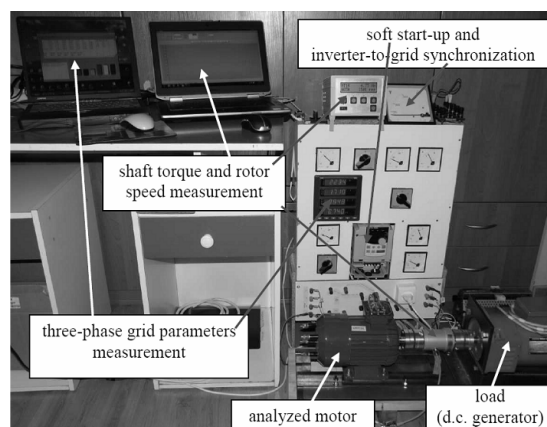 soft start-up and
inverter-to-grid synchronization
shaft torque and rotor
speed measurement
three-phase grid parameters
measurement
analyzed motor
load
(d.c. generator)